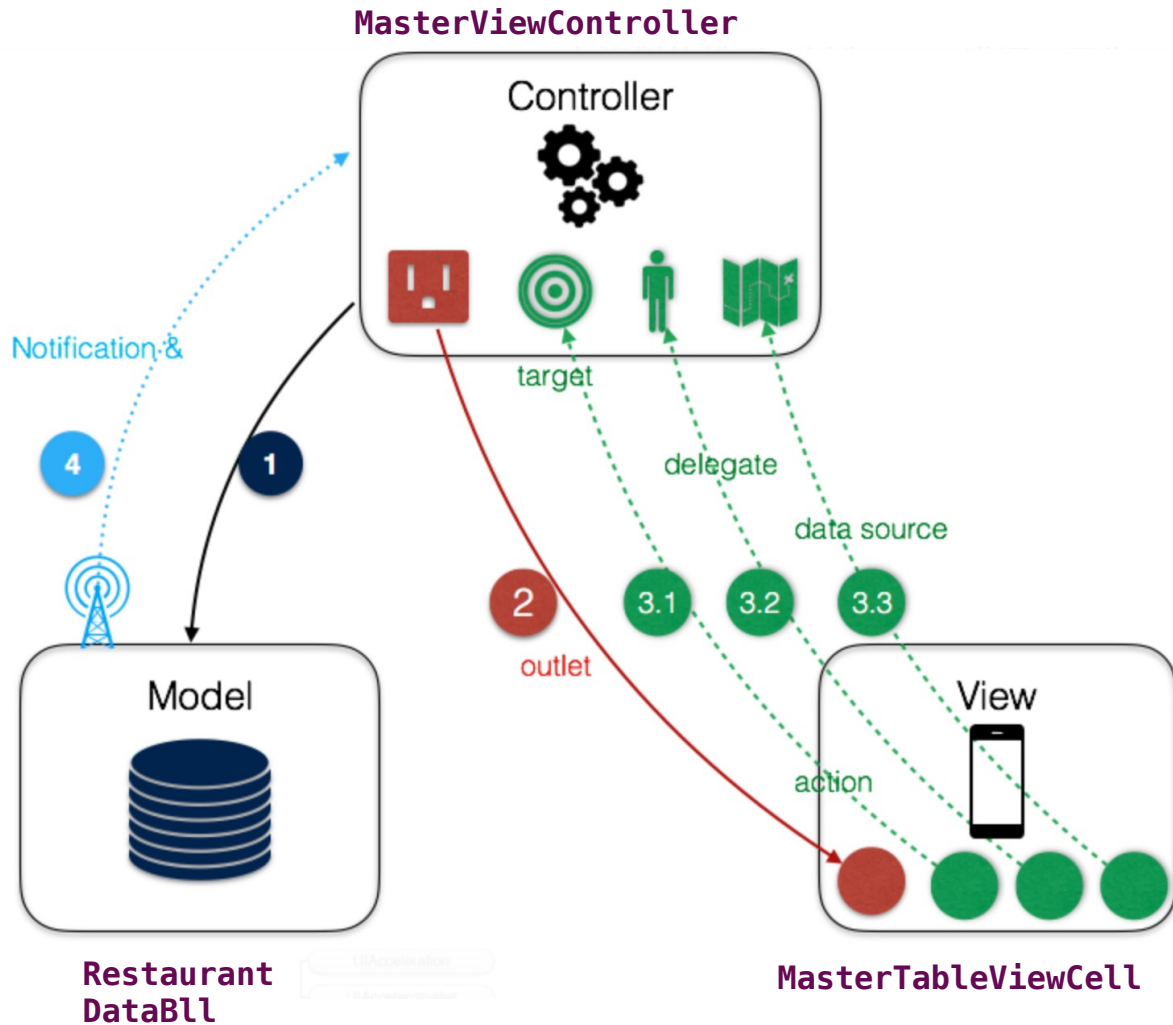 MasterViewController
Controller
Notification &
target
4
1
delegate
data source
2
3.1
3.2
3.3
outlet
Model
View
action
Restaurant
DataBll
MasterTableViewCell
UIAcceleration